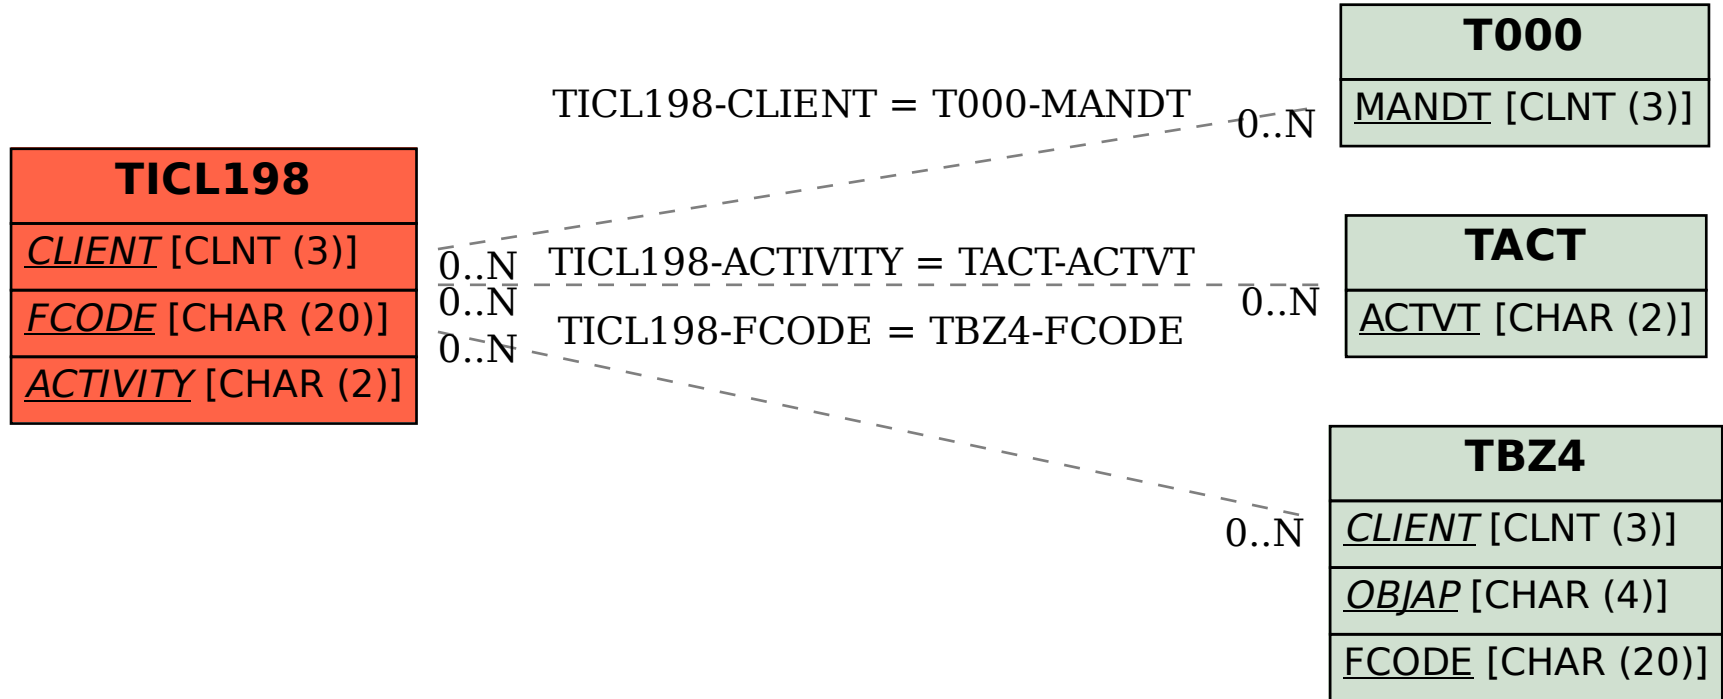 TICL198
CLIENT [CLNT (3)]
FCODE [CHAR (20)]
ACTIVITY [CHAR (2)]
TICL198-CLIENT = T000-MANDT
0..N
0..N
TICL198-ACTIVITY = TACT-ACTVT
0..N
0..N
TICL198-FCODE = TBZ4-FCODE
0..N
0..N
T000
MANDT [CLNT (3)]
TACT
ACTVT [CHAR (2)]
TBZ4
CLIENT [CLNT (3)]
OBJAP [CHAR (4)]
FCODE [CHAR (20)]